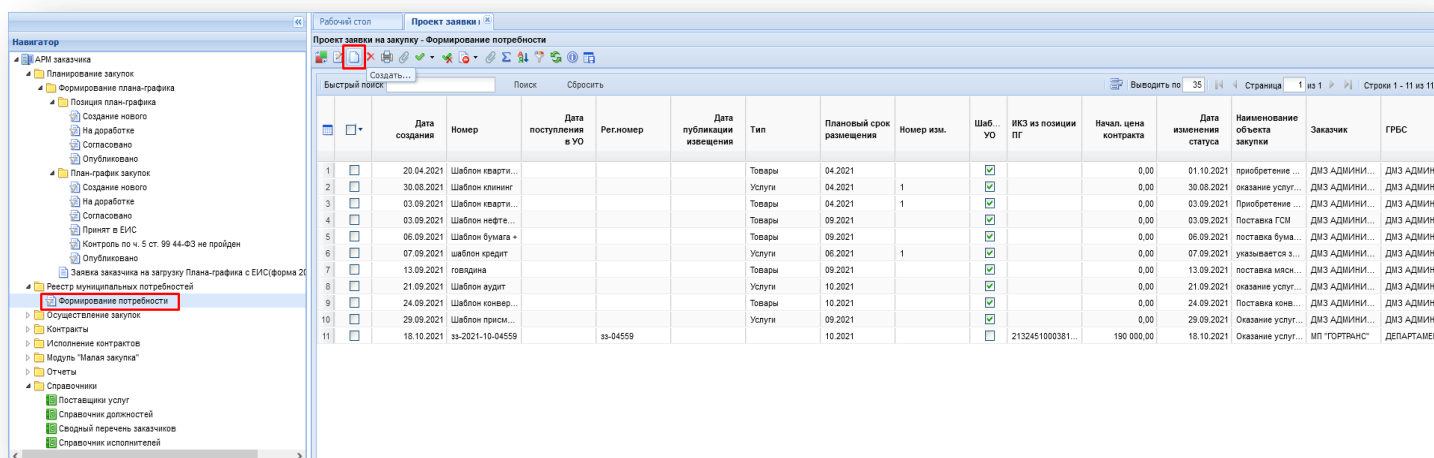 Навигатор
АРМ заказчика
Планирование закупок
Формирование плана-графика
Позиция план-графика
Создание нового
На доработке
Согласовано
Опубликовано
План-график закупок
Создание нового
На доработке
Согласовано
Принят в ЕИС
Контроль по ч. 5 ст. 99 44-ФЗ не пройден
Опубликовано
Заявка заказчика на загрузку Плана-графика с ЕИС(форма 20
Реестр муниципальных потребностей
Формирование потребности
Осуществление закупок
Контракты
Исполнение контрактов
Модуль "Малая закупка"
Отчеты
Справочники
Поставщики услуг
Справочник должностей
Сводный перечень заказчиков
Справочник исполнителей
Рабочий стол Проект заявки
Проект заявки на закупку - Формирование потребности
Создать...
Быстрый поиск Поиск Сбросить Выводить по 35 Страница 1 из 1 Строки 1 - 11 из 11
Дата создания Номер Дата поступления в УО Рег.номер Дата публикации извещения Тип Плановый срок размещения Номер изм. Шаб... УО ИКЗ из позиции ПГ Начал. цена контракта Дата изменения статуса Наименование объекта закупки Заказчик ГРБС
1 20.04.2021 Шаблон кварти... Товары 04.2021 0,00 01.10.2021 приобретение ... ДМЗ АДМИНИ... ДМЗ АДМИН
2 30.08.2021 Шаблон клининг Услуги 04.2021 1 0,00 30.08.2021 оказание услуг... ДМЗ АДМИНИ... ДМЗ АДМИН
3 03.09.2021 Шаблон кварти... Товары 04.2021 1 0,00 03.09.2021 Приобретение ... ДМЗ АДМИНИ... ДМЗ АДМИН
4 03.09.2021 Шаблон нефте... Товары 09.2021 0,00 03.09.2021 Поставка ГСМ ДМЗ АДМИНИ... ДМЗ АДМИН
5 06.09.2021 Шаблон бумага + Товары 09.2021 0,00 06.09.2021 поставка бума... ДМЗ АДМИНИ... ДМЗ АДМИН
6 07.09.2021 шаблон кредит Услуги 06.2021 1 0,00 07.09.2021 указывается з... ДМЗ АДМИНИ... ДМЗ АДМИН
7 13.09.2021 говядина Товары 09.2021 0,00 13.09.2021 поставка мясн... ДМЗ АДМИНИ... ДМЗ АДМИН
8 21.09.2021 Шаблон аудит Услуги 10.2021 0,00 21.09.2021 оказание услуг... ДМЗ АДМИНИ... ДМЗ АДМИН
9 24.09.2021 Шаблон конвер... Товары 10.2021 0,00 24.09.2021 Поставка конв... ДМЗ АДМИНИ... ДМЗ АДМИН
10 29.09.2021 Шаблон присм... Услуги 09.2021 0,00 29.09.2021 Оказание услуг... ДМЗ АДМИНИ... ДМЗ АДМИН
11 18.10.2021 зз-2021-10-04559 зз-04559 10.2021 2132451000381... 190 000,00 18.10.2021 Оказание услуг... МП "ГОРТРАНС" ДЕПАРТАМЕ